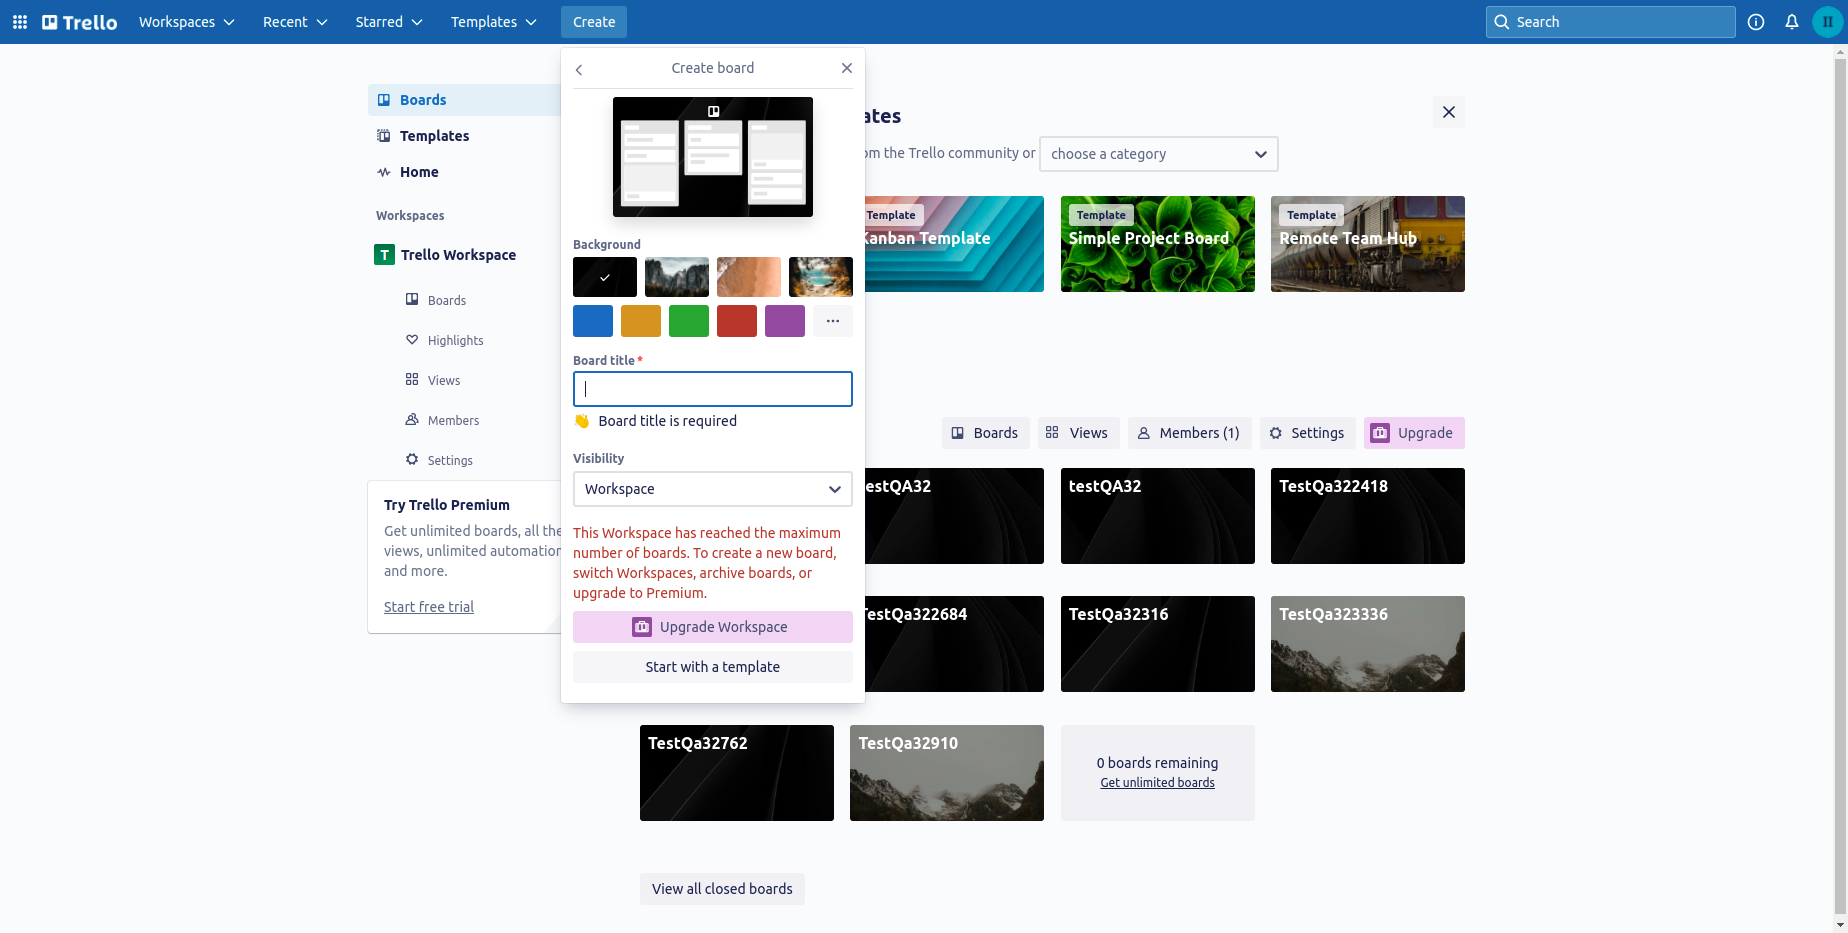 Trello
Workspaces
Recent
Starred
Templates
Create
Search
II
Boards
Templates
Home
Workspaces
T Trello Workspace
Boards
Highlights
Views
Members
Settings
Try Trello Premium
Get unlimited boards, all the
views, unlimited automation
and more.
Start free trial
Create board
Background
Board title *
👋 Board title is required
Visibility
Workspace
This Workspace has reached the maximum
number of boards. To create a new board,
switch Workspaces, archive boards, or
upgrade to Premium.
Upgrade Workspace
Start with a template
ates
om the Trello community or
choose a category
Template
Kanban Template
Template
Simple Project Board
Template
Remote Team Hub
Boards
Views
Members (1)
Settings
Upgrade
estQA32
testQA32
TestQa322418
TestQa322684
TestQa32316
TestQa323336
TestQa32762
TestQa32910
0 boards remaining
Get unlimited boards
View all closed boards